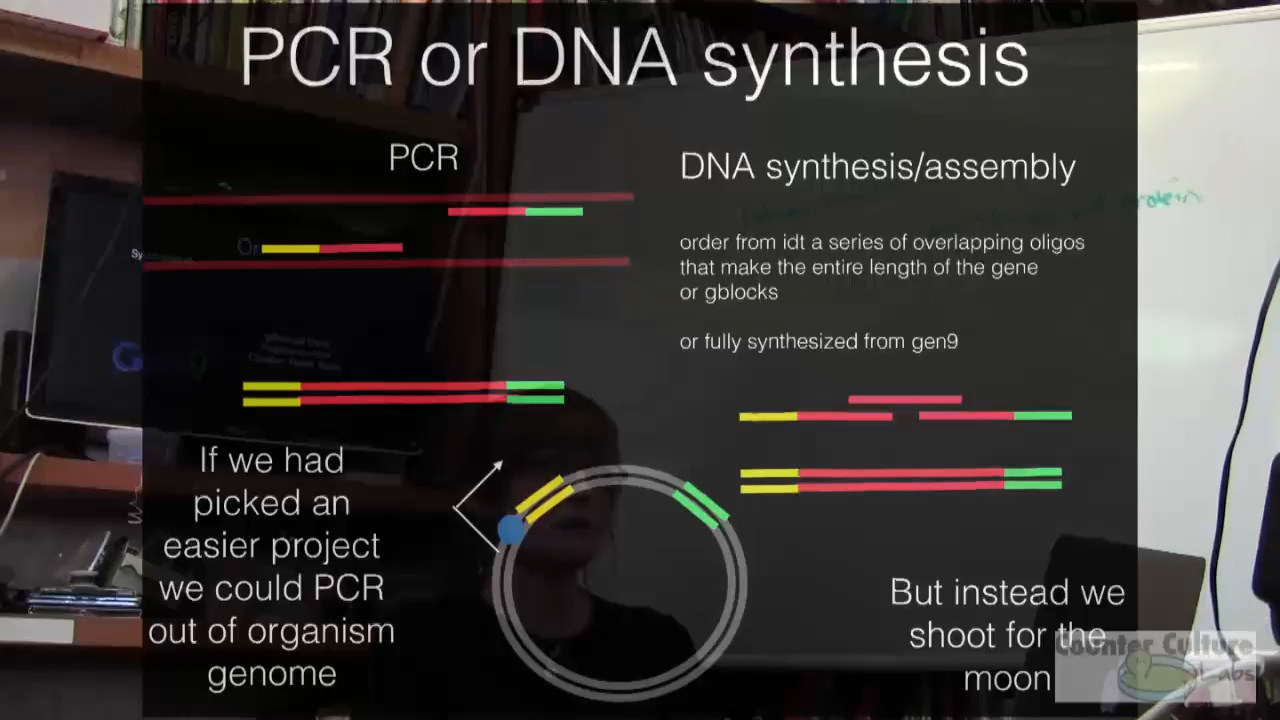 PCR or DNA synthesis
PCR
DNA synthesis/assembly
order from idt a series of overlapping oligos
that make the entire length of the gene
or gblocks
or fully synthesized from gen9
If we had
picked an
easier project
we could PCR
out of organism
genome
But instead we
shoot for the
moon
Counter Culture
Labs